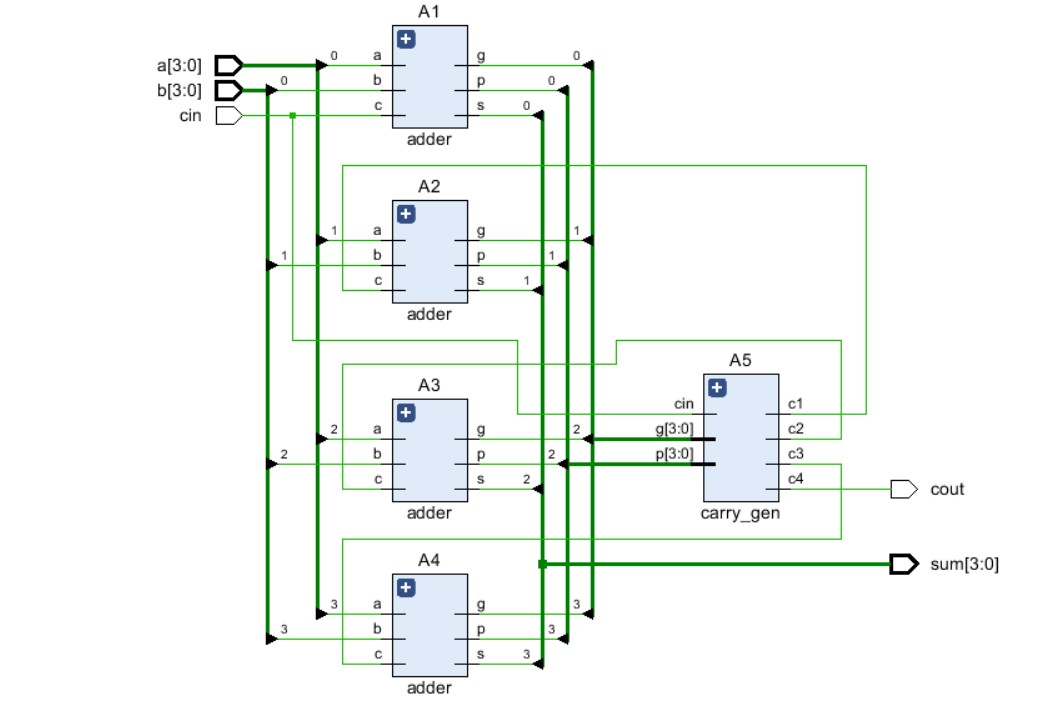 A1
a[3:0] 0 a g 0
b[3:0] 0 b p 0
cin c s 0
adder
A2
1 a g 1
1 b p 1
c s 1
adder
A5
A3
cin c1
2 a g 2 g[3:0] c2
2 b p 2 p[3:0] c3
c s 2 c4 cout
adder carry_gen
A4
sum[3:0]
3 a g 3
3 b p 3
c s 3
adder